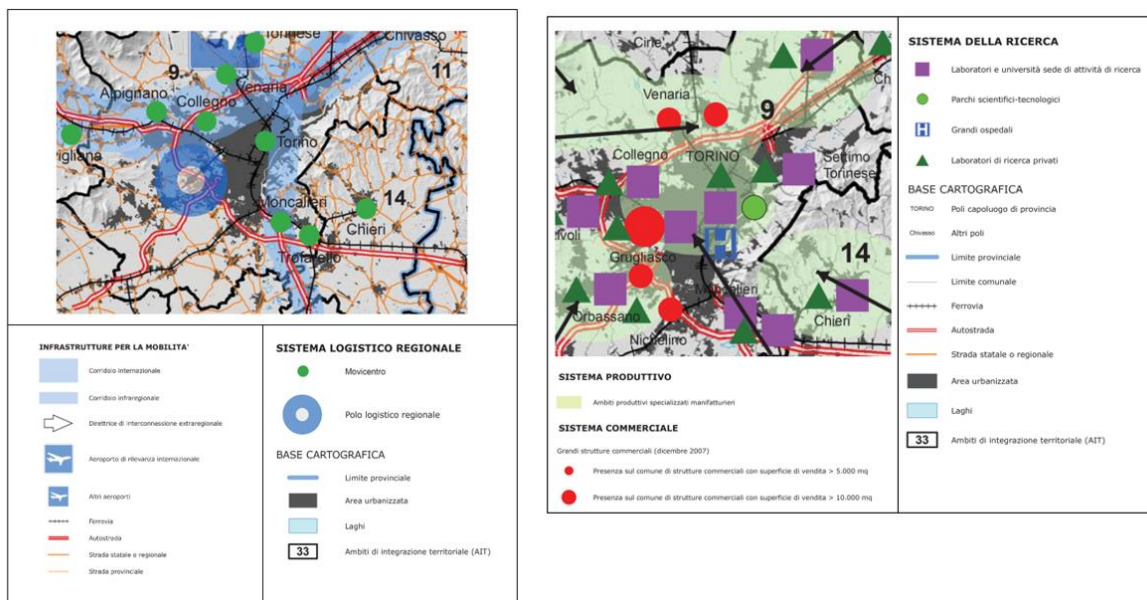 Torinese
Chivasso
9
11
Venaria
Alpignano
Collegno
Torino
igliana
Moncalieri
14
Chieri
Trofarello
INFRASTRUTTURE PER LA MOBILITA'
Corridoio internazionale
Corridoio infraregionale
Direttrice di interconnessione extraregionale
Aeroporto di rilevanza internazionale
Altri aeroporti
Ferrovia
Autostrada
Strada statale o regionale
Strada provinciale
SISTEMA LOGISTICO REGIONALE
Movicentro
Polo logistico regionale
BASE CARTOGRAFICA
Limite provinciale
Area urbanizzata
Laghi
33 Ambiti di integrazione territoriale (AIT)
Cirie
Ch
Venaria
9
Collegno
TORINO
Settimo
Torinese
ivoli
H
Grugliasco
14
Moncalieri
Orbassano
Chieri
Nichelino
SISTEMA PRODUTTIVO
Ambiti produttivi specializzati manifatturieri
SISTEMA COMMERCIALE
Grandi strutture commerciali (dicembre 2007)
Presenza sul comune di strutture commerciali con superficie di vendita > 5.000 mq
Presenza sul comune di strutture commerciali con superficie di vendita > 10.000 mq
SISTEMA DELLA RICERCA
Laboratori e università sede di attività di ricerca
Parchi scientifici-tecnologici
H Grandi ospedali
Laboratori di ricerca privati
BASE CARTOGRAFICA
TORINO Poli capoluogo di provincia
Chivasso Altri poli
Limite provinciale
Limite comunale
Ferrovia
Autostrada
Strada statale o regionale
Area urbanizzata
Laghi
33 Ambiti di integrazione territoriale (AIT)